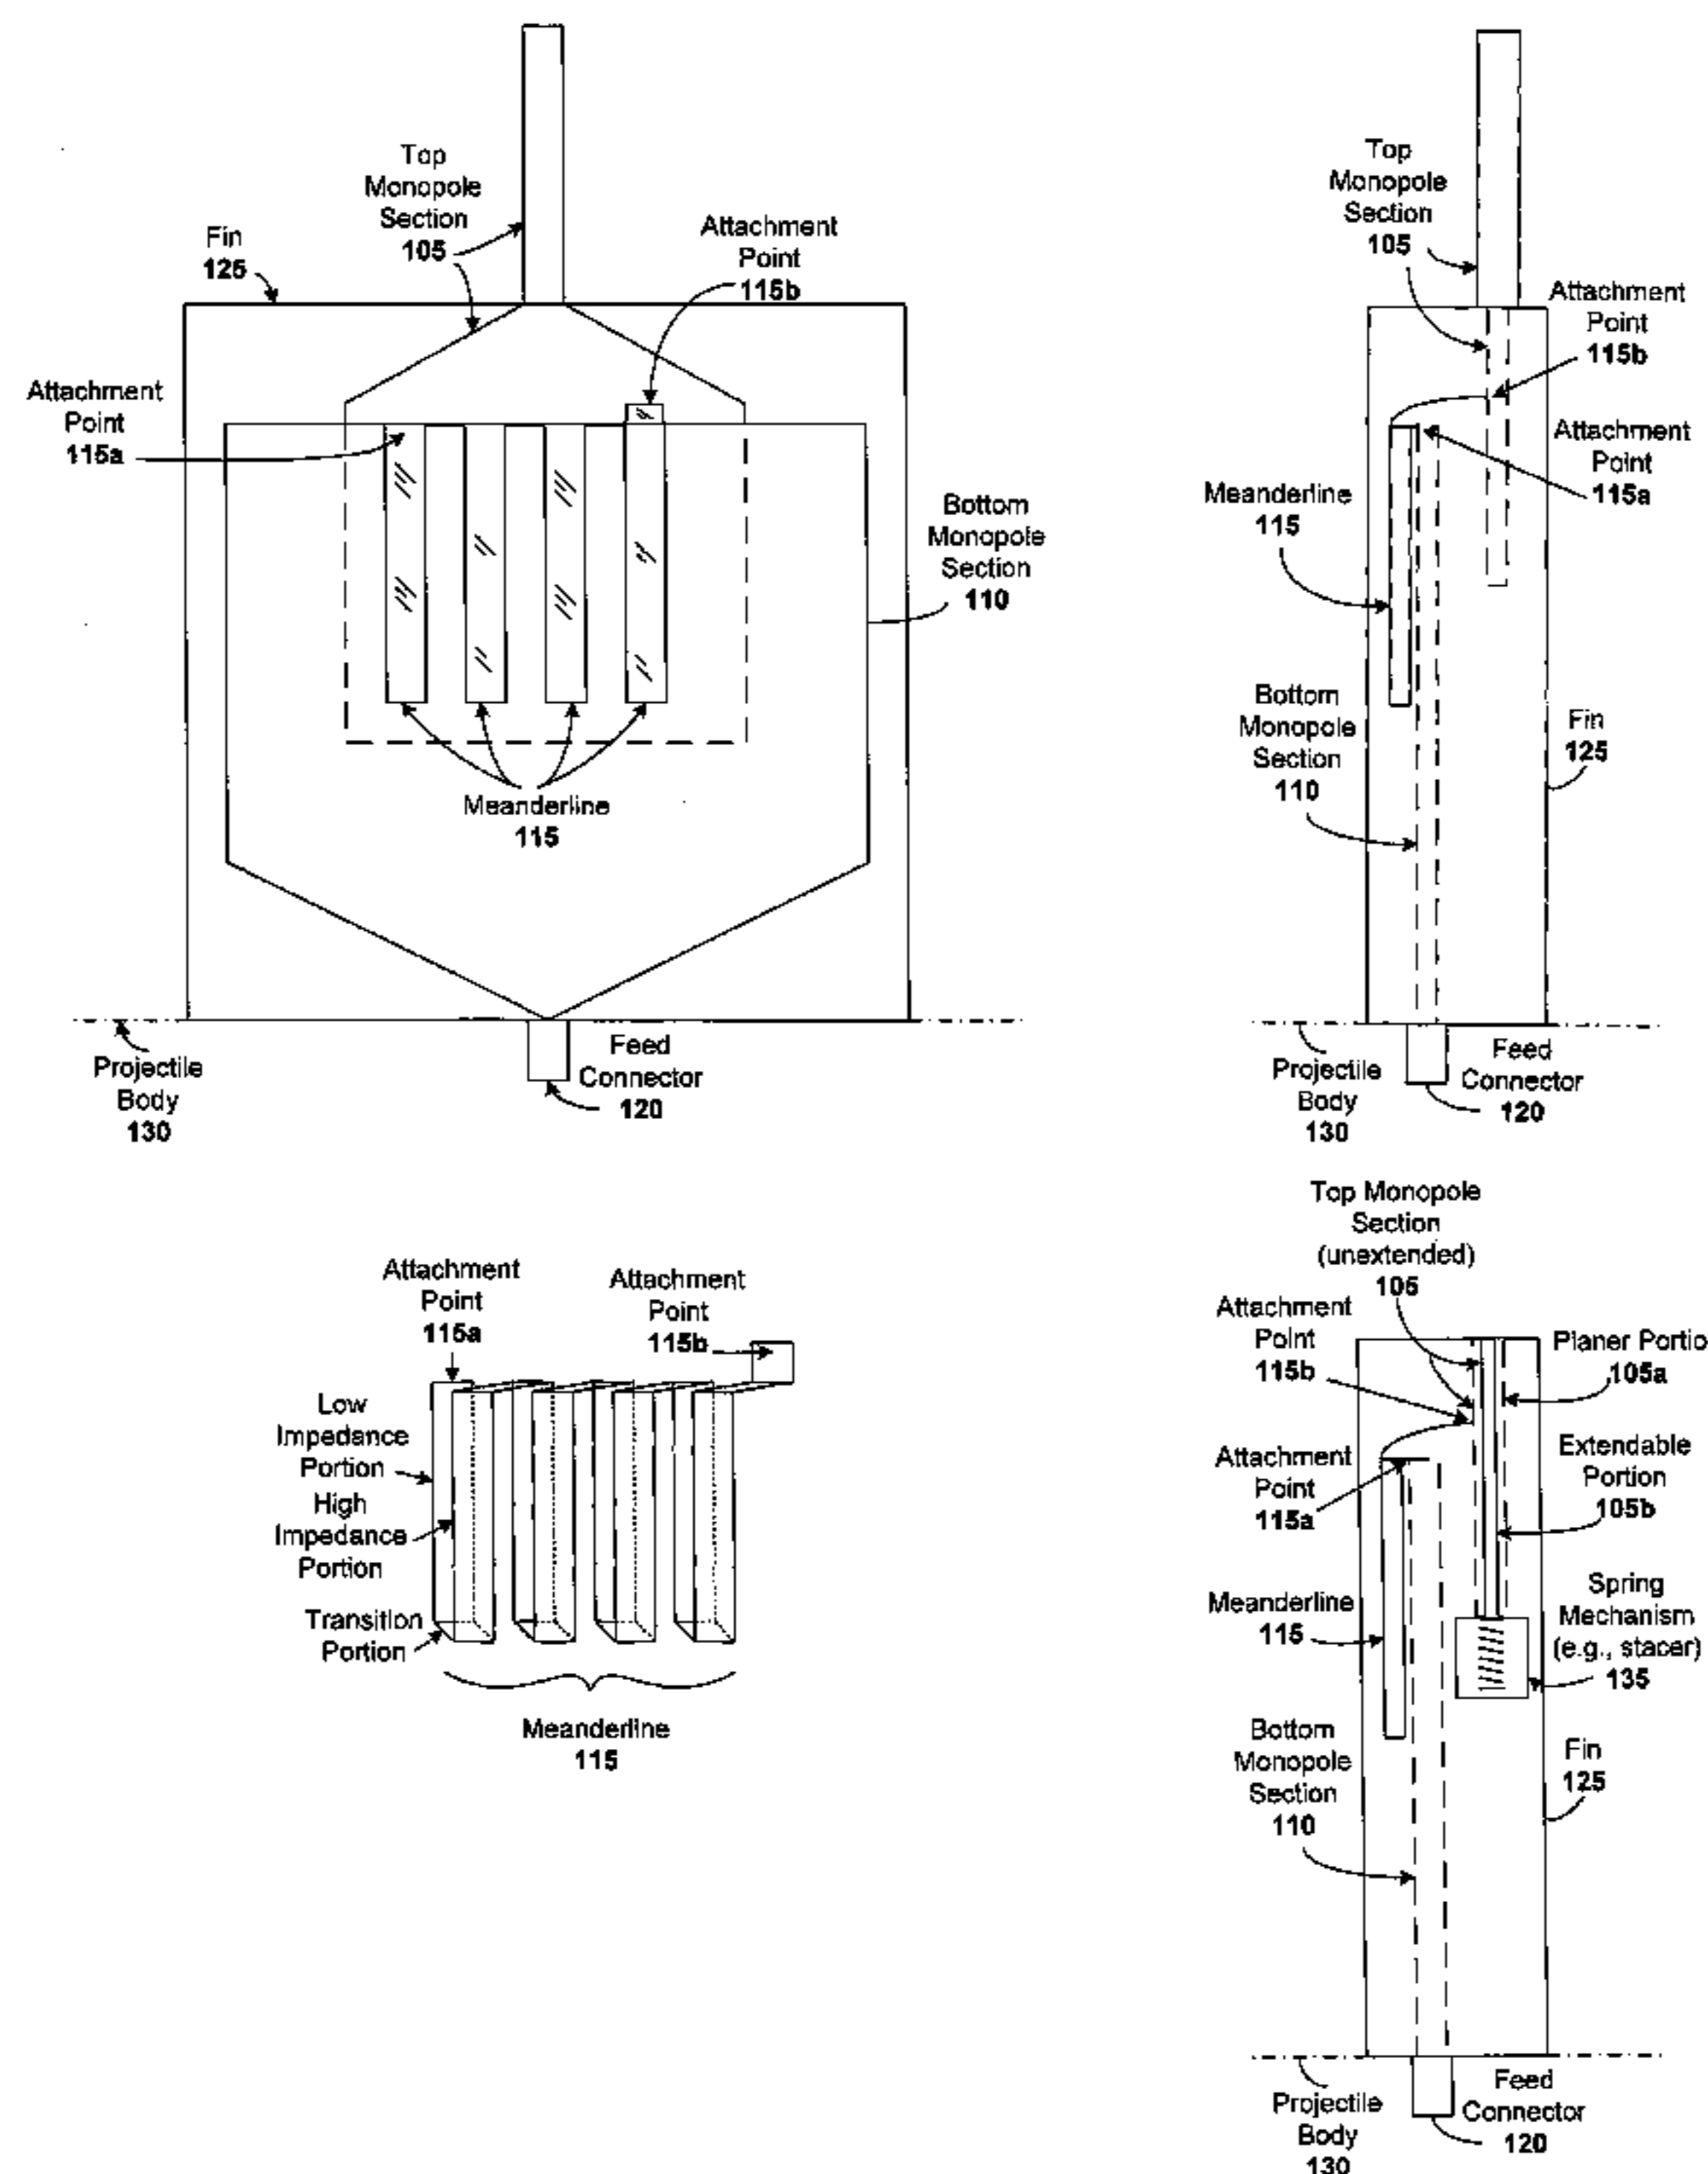 Top
Monopole
Section
105
Fin
125
Attachment
Point
115b
Attachment
Point
115a
Bottom
Monopole
Section
110
Meanderline
115
Projectile
Body
130
Feed
Connector
120
Top
Monopole
Section
105
Attachment
Point
115b
Attachment
Point
115a
Meanderline
115
Bottom
Monopole
Section
110
Fin
125
Projectile
Body
130
Feed
Connector
120
Attachment
Point
115a
Attachment
Point
115b
Low
Impedance
Portion
High
Impedance
Portion
Transition
Portion
Meanderline
115
Top Monopole
Section
(unextended)
105
Attachment
Point
115b
Planer Portio
105a
Attachment
Point
115a
Extendable
Portion
105b
Meanderline
115
Spring
Mechanism
(e.g., stacer)
135
Bottom
Monopole
Section
110
Fin
125
Projectile
Body
130
Feed
Connector
120